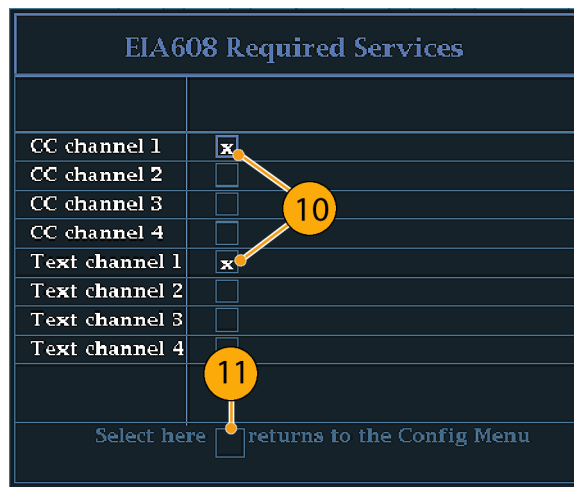 EIA608 Required Services
CC channel 1 x
CC channel 2
CC channel 3
CC channel 4
10
Text channel 1 x
Text channel 2
Text channel 3
Text channel 4
11
Select here returns to the Config Menu